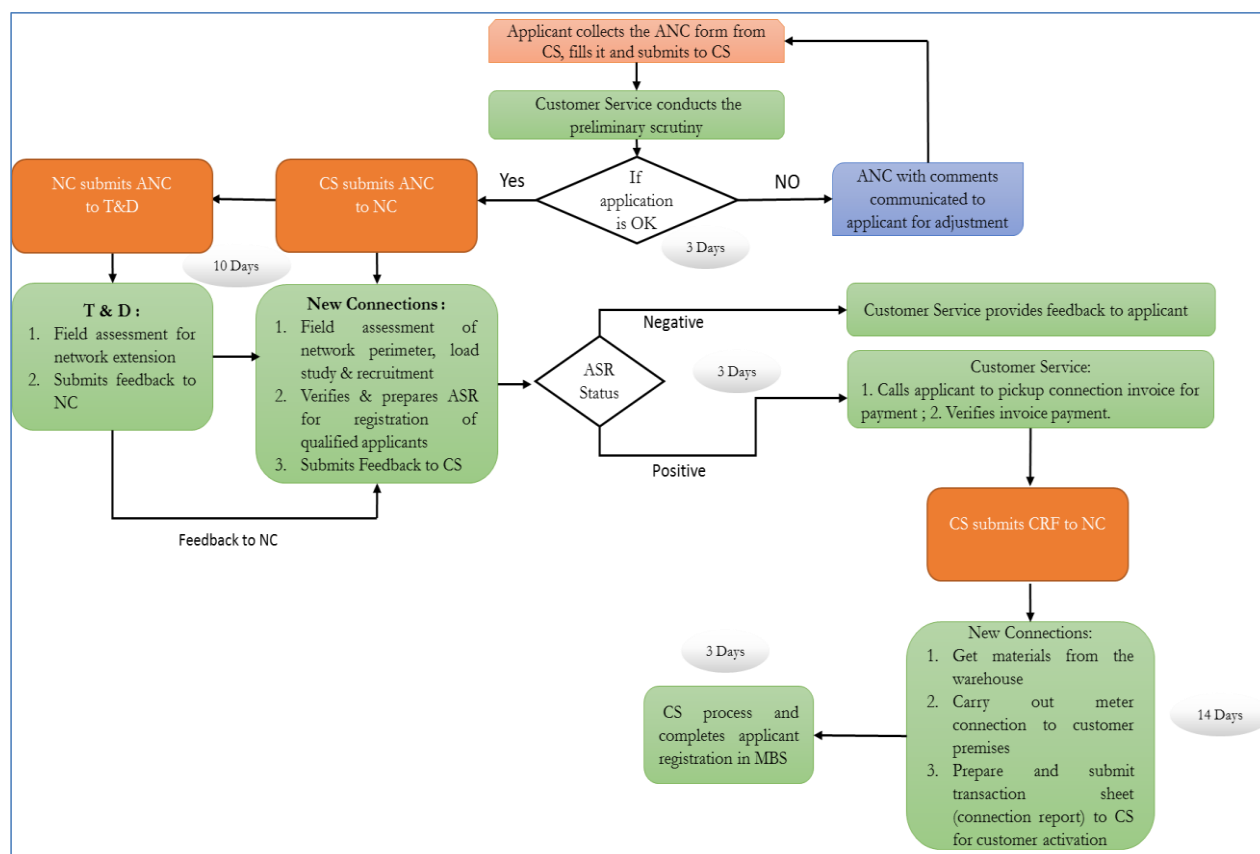 Applicant collects the ANC form from
CS, fills it and submits to CS
Customer Service conducts the
preliminary scrutiny
NC submits ANC
to T&D
CS submits ANC
to NC
Yes
If
application
is OK
NO
ANC with comments
communicated to
applicant for adjustment
3 Days
10 Days
T & D :
1. Field assessment for
network extension
2. Submits feedback to
NC
New Connections :
1. Field assessment of
network perimeter, load
study & recruitment
2. Verifies & prepares ASR
for registration of
qualified applicants
3. Submits Feedback to CS
Feedback to NC
ASR
Status
Negative
Customer Service provides feedback to applicant
3 Days
Positive
Customer Service:
1. Calls applicant to pickup connection invoice for
payment ; 2. Verifies invoice payment.
CS submits CRF to NC
New Connections:
1. Get materials from the
warehouse
2. Carry out meter
connection to customer
premises
3. Prepare and submit
transaction sheet
(connection report) to CS
for customer activation
14 Days
3 Days
CS process and
completes applicant
registration in MBS